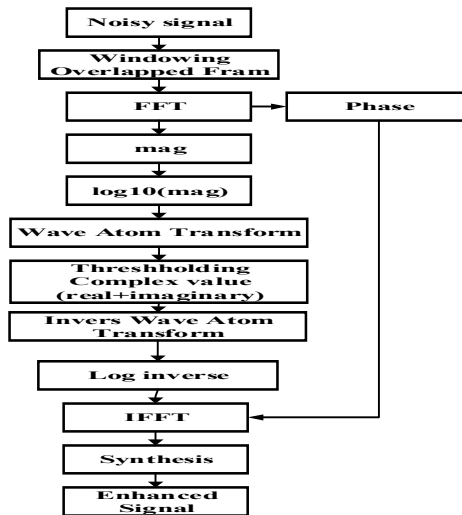 Noisy signal
Windowing
Overlapped Fram
FFT
Phase
mag
log10(mag)
Wave Atom Transform
Threshholding
Complex value
(real+imaginary)
Invers Wave Atom
Transform
Log inverse
IFFT
Synthesis
Enhanced
Signal